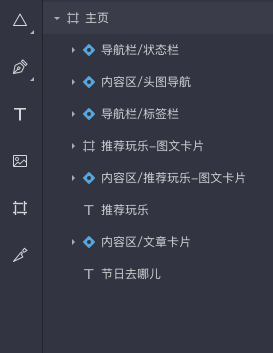 主页
导航栏/状态栏
内容区/头图导航
导航栏/标签栏
推荐玩乐-图文卡片
内容区/推荐玩乐-图文卡片
推荐玩乐
内容区/文章卡片
节日去哪儿